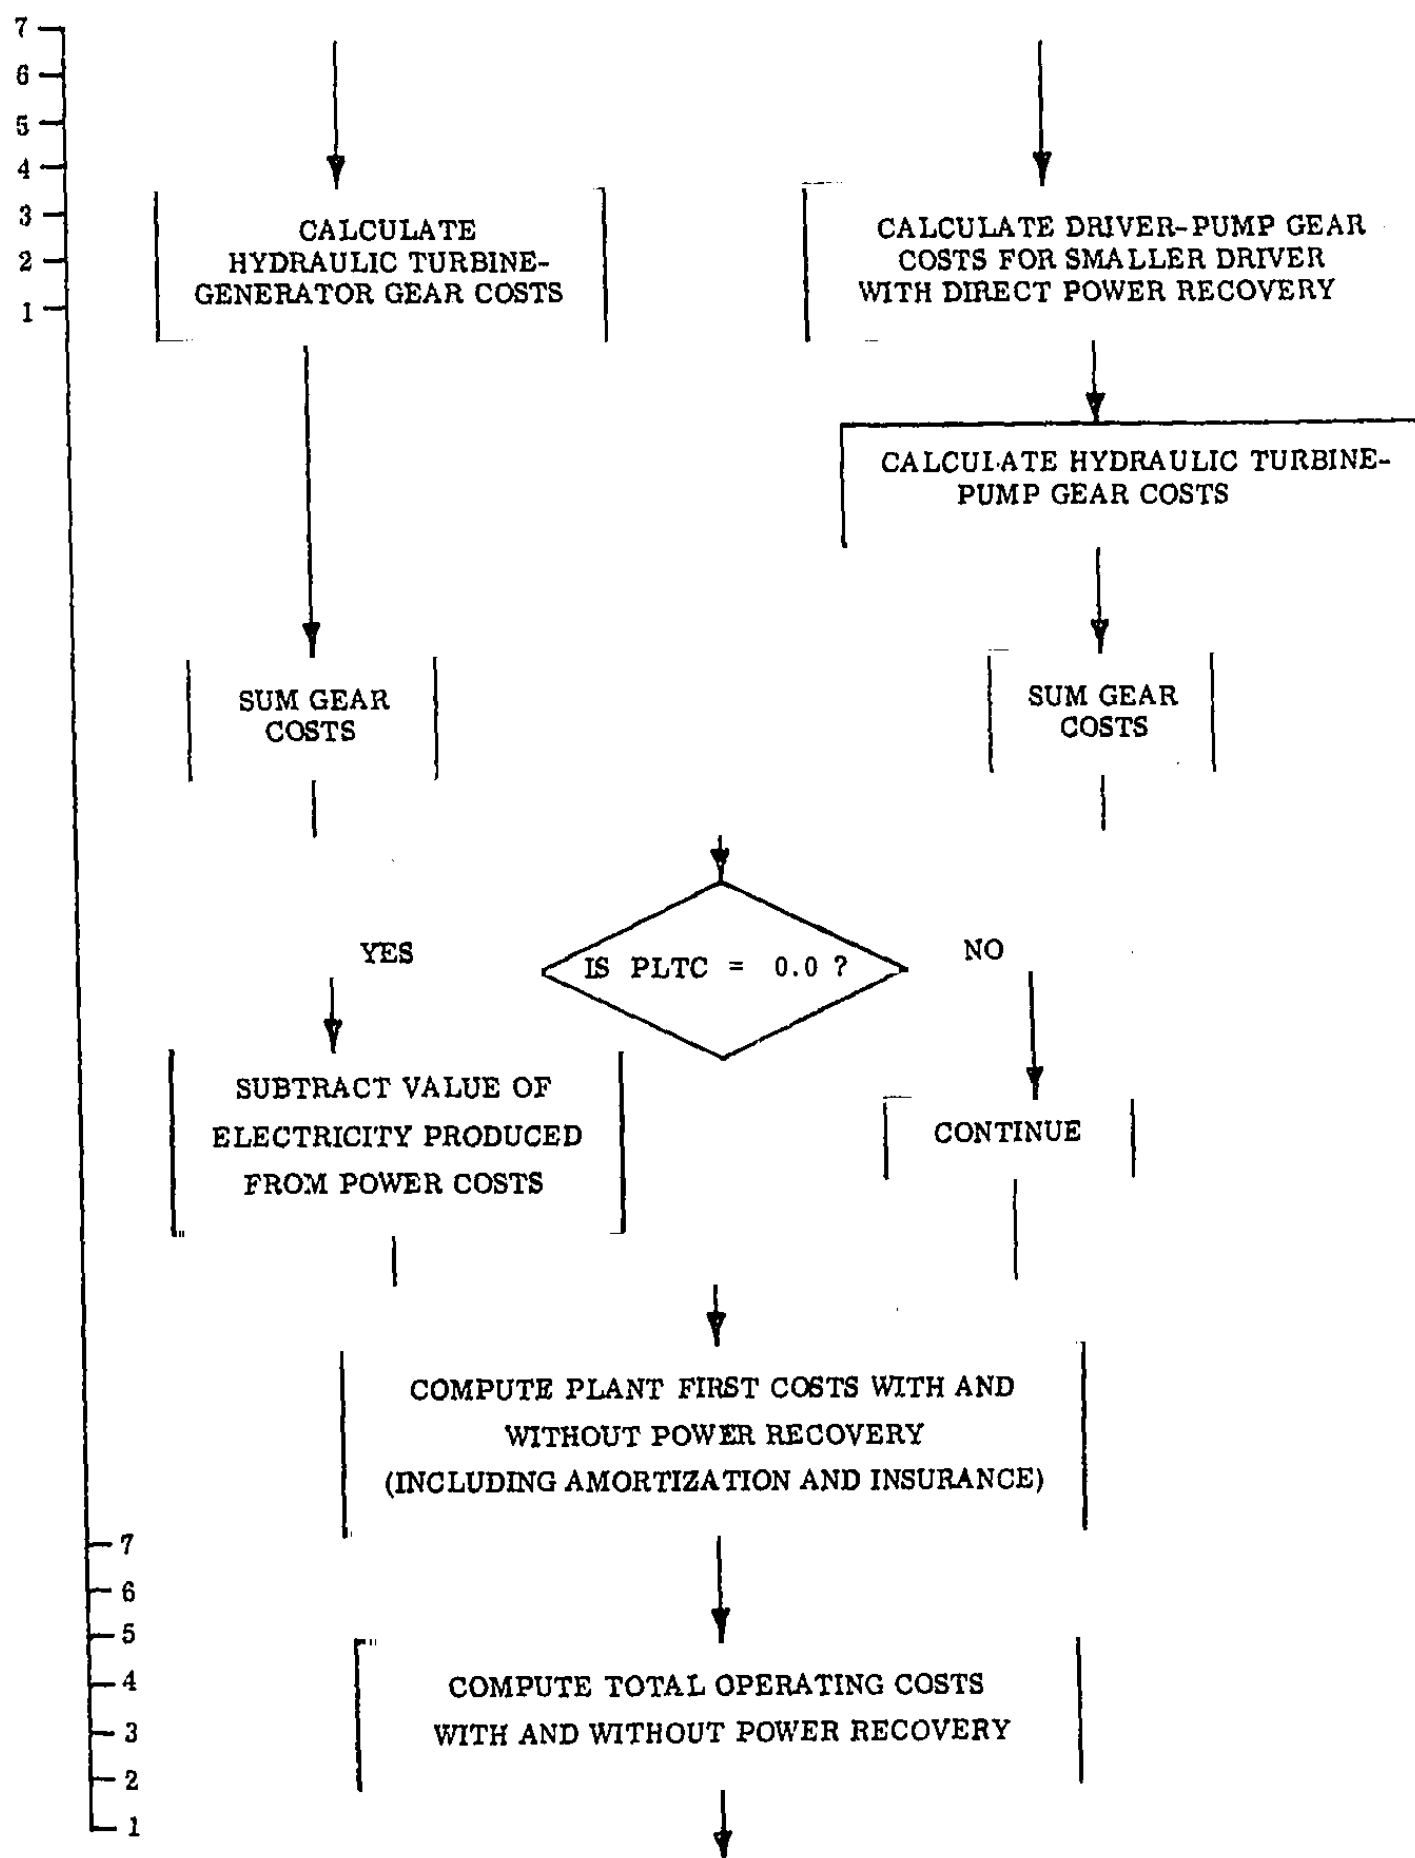 7
6
5
4
3
2
1
CALCULATE
HYDRAULIC TURBINE-
GENERATOR GEAR COSTS
CALCULATE DRIVER-PUMP GEAR
COSTS FOR SMALLER DRIVER
WITH DIRECT POWER RECOVERY
CALCULATE HYDRAULIC TURBINE-
PUMP GEAR COSTS
SUM GEAR
COSTS
SUM GEAR
COSTS
YES
IS PLTC = 0.0 ?
NO
SUBTRACT VALUE OF
ELECTRICITY PRODUCED
FROM POWER COSTS
CONTINUE
COMPUTE PLANT FIRST COSTS WITH AND
WITHOUT POWER RECOVERY
(INCLUDING AMORTIZATION AND INSURANCE)
7
6
5
4
3
2
1
COMPUTE TOTAL OPERATING COSTS
WITH AND WITHOUT POWER RECOVERY